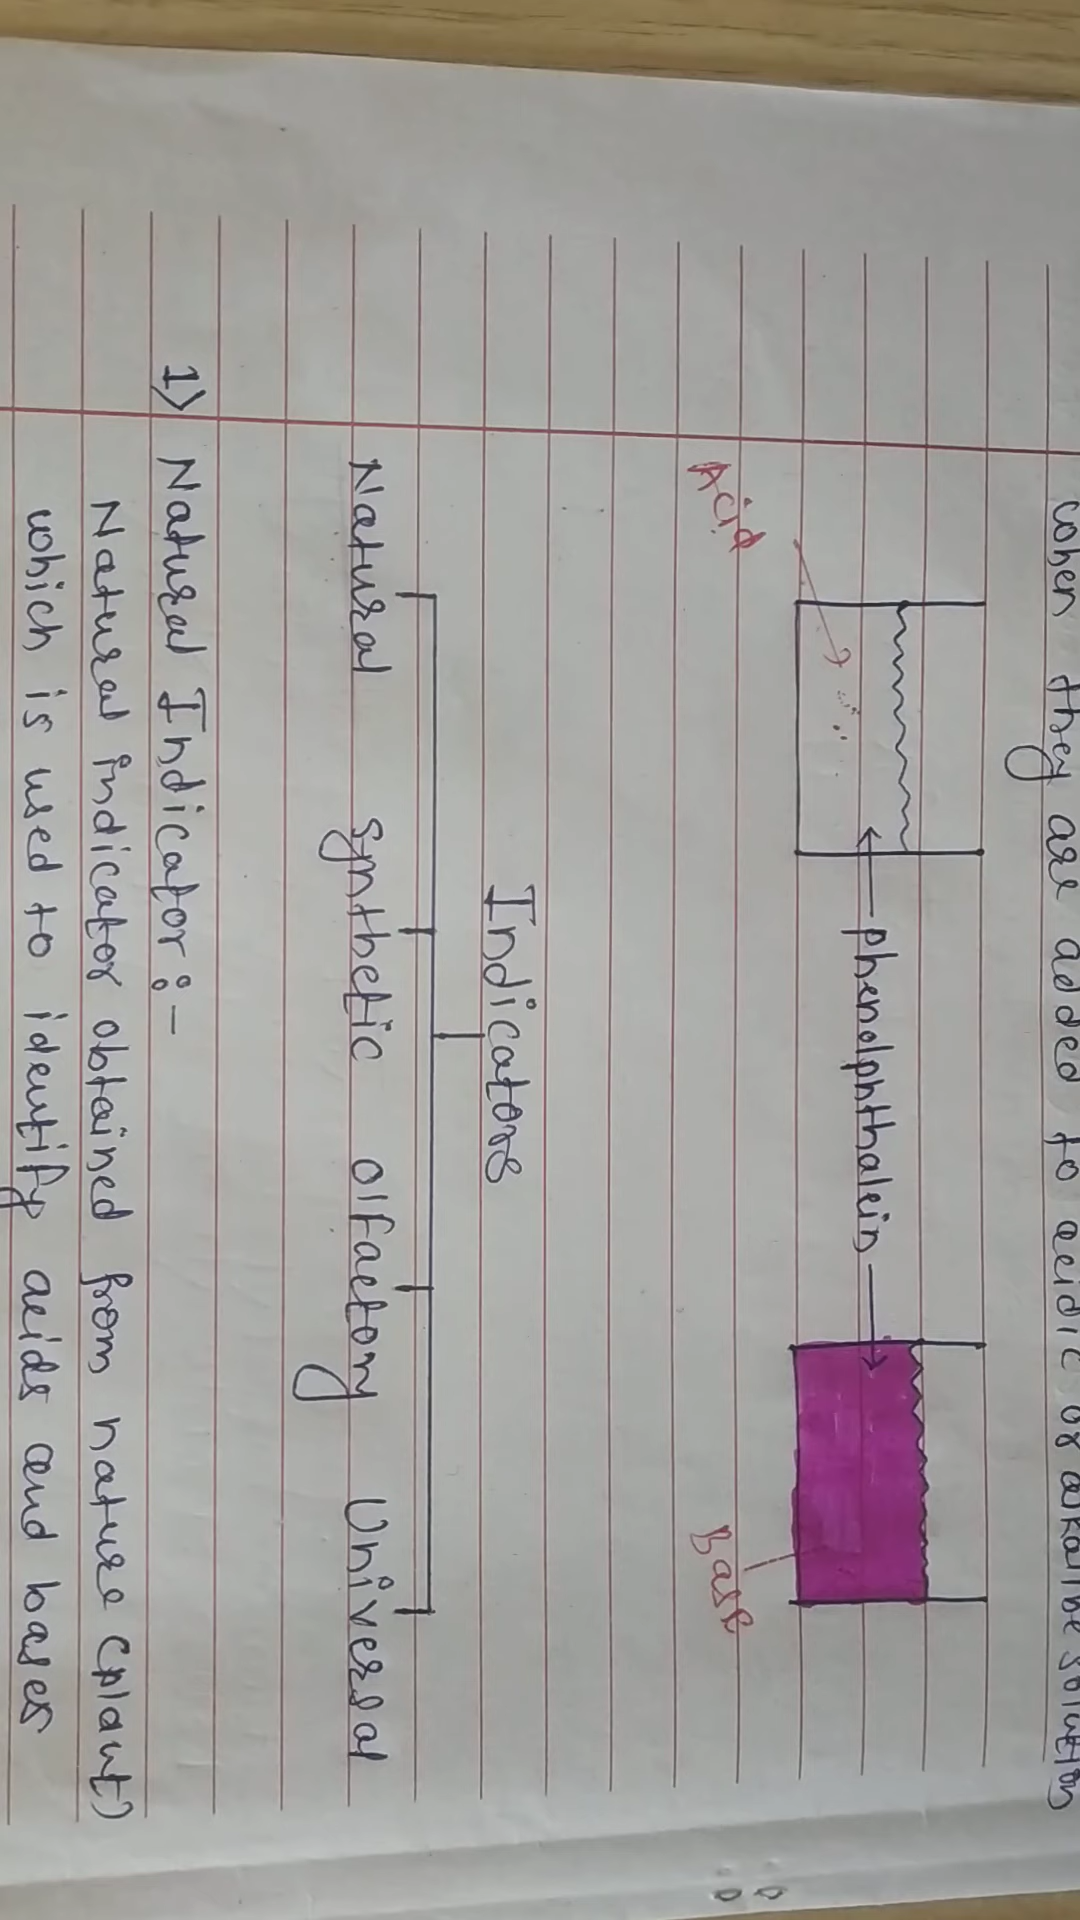 when they are added to acidic or alkaline solution
phenolphthalein
Acid
Base
Indicators
Natural synthetic olfactory Universal
1) Natural Indicator:-
Natural indicator obtained from nature (plant)
which is used to identify acids and bases